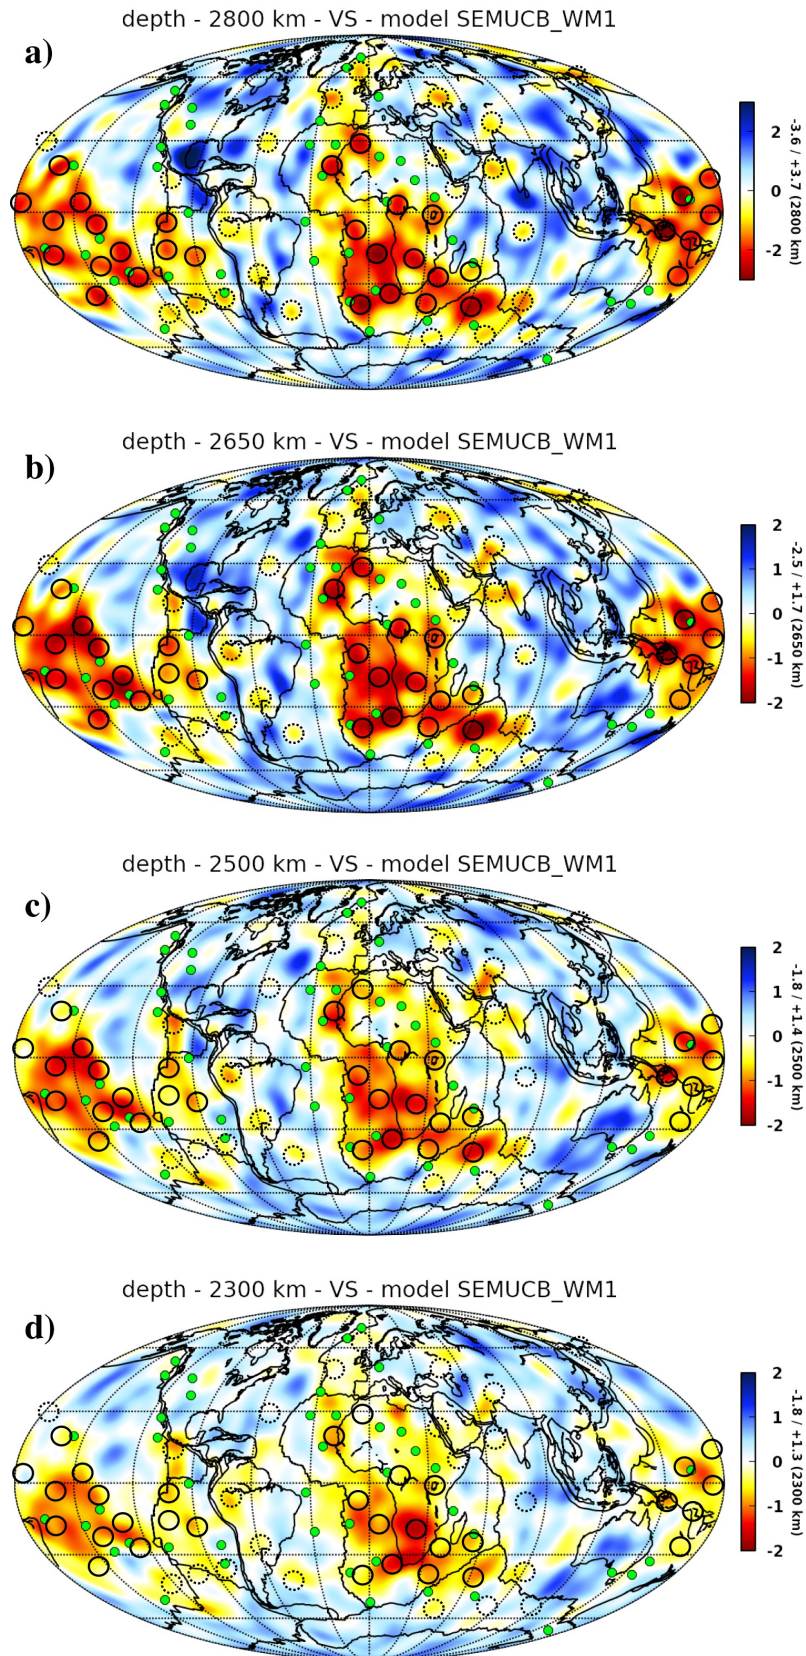 depth - 2800 km - VS - model SEMUCB_WM1
a)
2
0
-2
-3.6 / +3.7 (2800 km)
depth - 2650 km - VS - model SEMUCB_WM1
b)
2
1
0
-1
-2
-2.5 / +1.7 (2650 km)
depth - 2500 km - VS - model SEMUCB_WM1
c)
2
1
0
-1
-2
-1.8 / +1.4 (2500 km)
depth - 2300 km - VS - model SEMUCB_WM1
d)
2
1
0
-1
-2
-1.8 / +1.3 (2300 km)